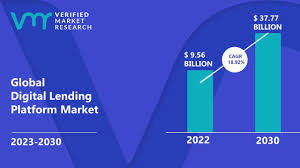 vmr
VERIFIED
MARKET
RESEARCH
Global
Digital Lending
Platform Market
2023-2030
$ 9.56
BILLION
CAGR
18.92%
$ 37.77
BILLION
2022
2030